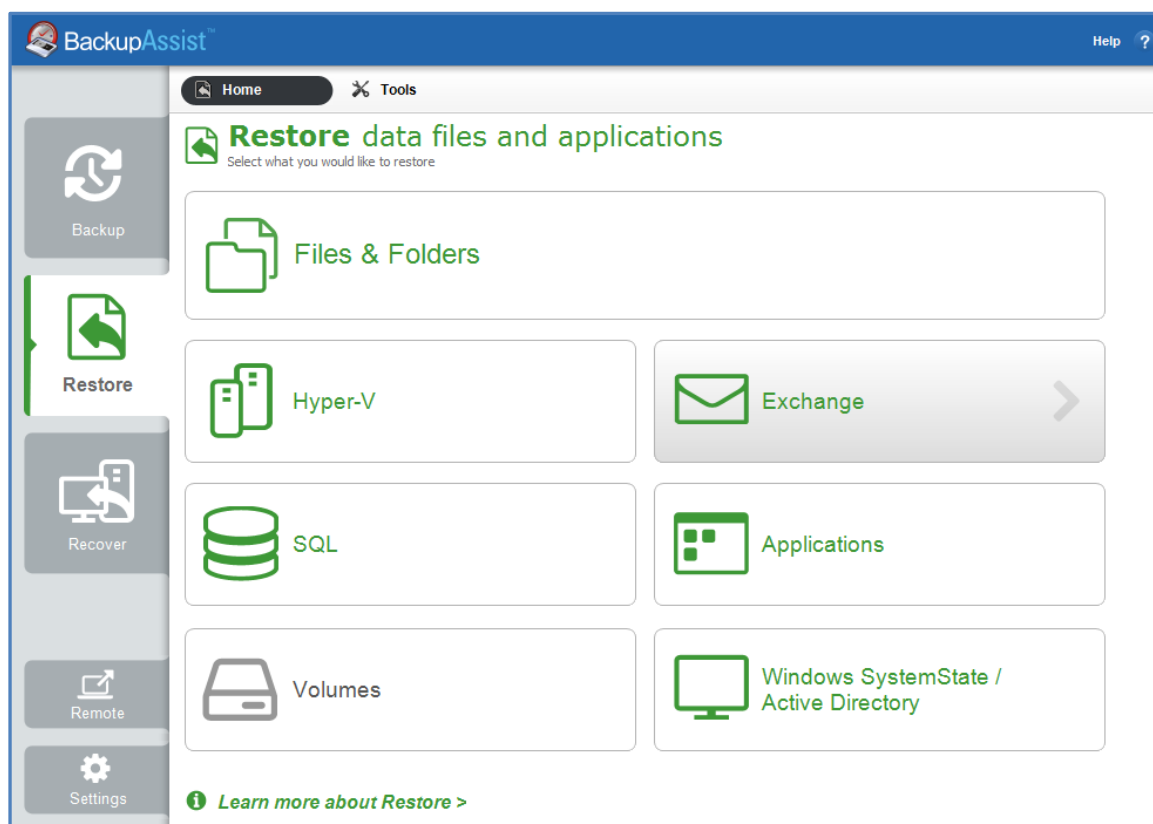 BackupAssist™
Help ?
Home
Tools
Restore data files and applications
Select what you would like to restore
Backup
Files & Folders
Restore
Hyper-V
Exchange
Recover
SQL
Applications
Volumes
Windows SystemState /
Active Directory
Remote
Settings
Learn more about Restore >